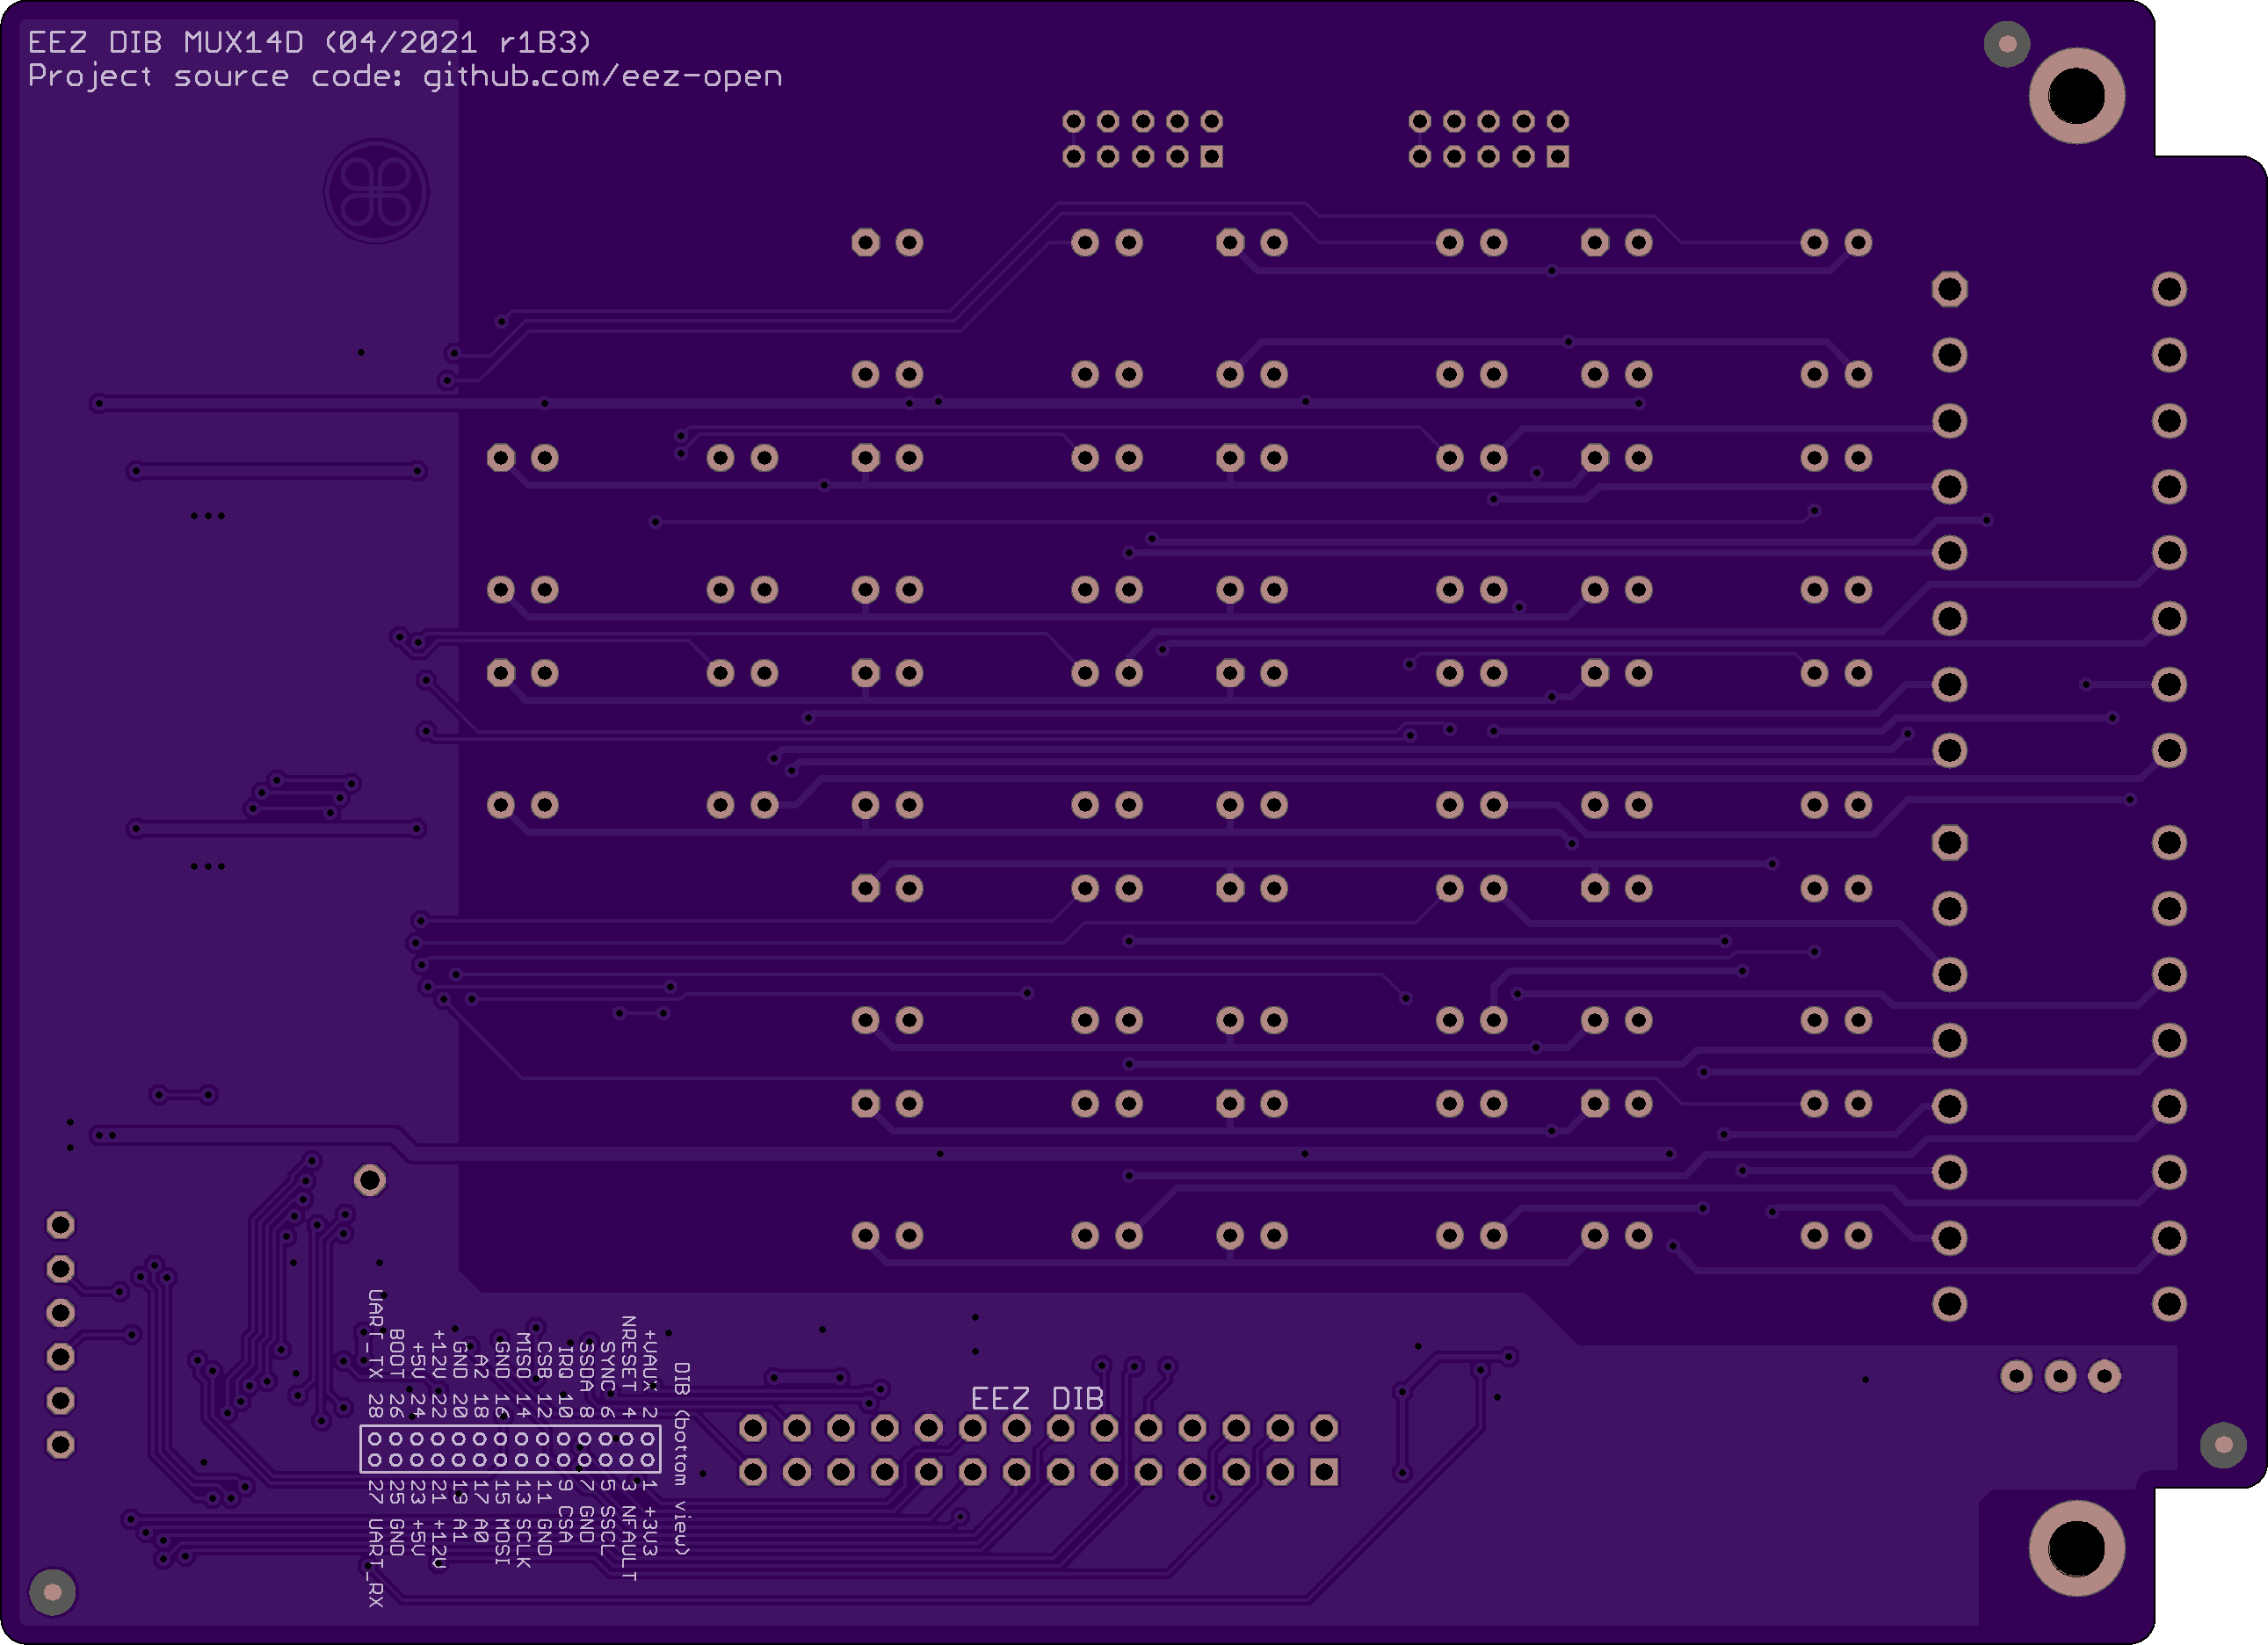 EEZ DIB MUX14D (04/2021 r1B3)
Project source code: github.com/eez-open
EEZ DIB
DIB (bottom view)
+VAUX 2
NRESET 4
SYNC 6
SSDA 8
IRQ 10
CSB 12
MISO 14
GND 16
A2 18
GND 20
+12V 22
+5V 24
BOOT 26
UART_TX 28
1 +3V3
3 NFAULT
5 SSCL
7 GND
9 CSA
11 GND
13 SCLK
15 MOSI
17 A0
19 A1
21 +12V
23 +5V
25 GND
27 UART_RX